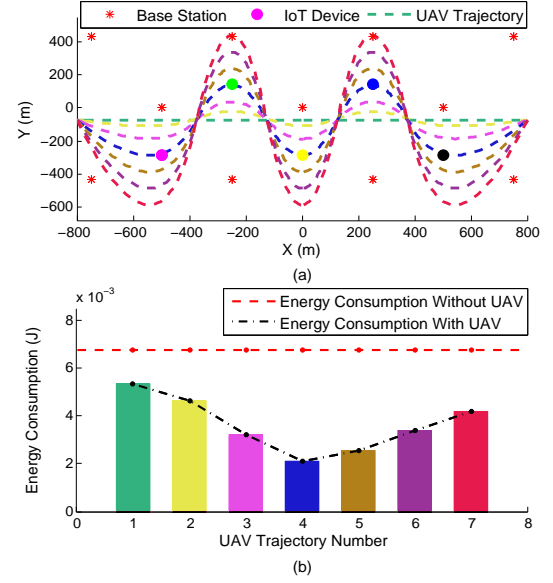 Base Station IoT Device UAV Trajectory
Y (m)
400
200
0
−200
−400
−600
−800 −600 −400 −200 0 200 400 600 800
X (m)
(a)
x 10⁻³
Energy Consumption Without UAV
Energy Consumption With UAV
Energy Consumption (J)
8
6
4
2
0
0 1 2 3 4 5 6 7 8
UAV Trajectory Number
(b)